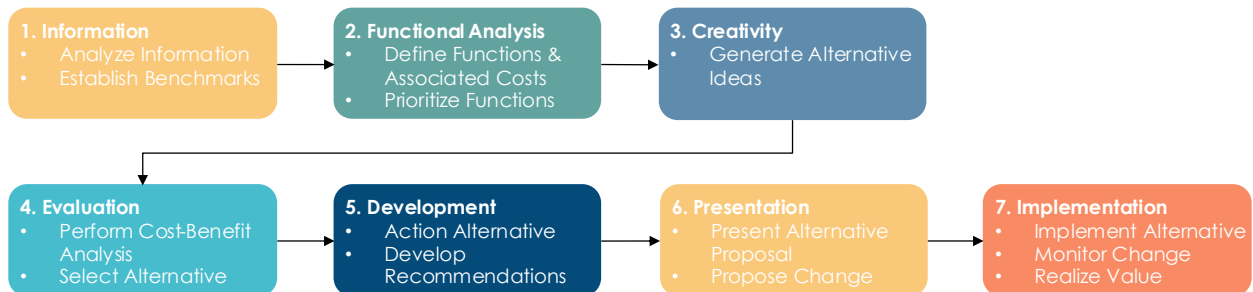 1. Information
• Analyze Information
• Establish Benchmarks
2. Functional Analysis
• Define Functions &
Associated Costs
• Prioritize Functions
3. Creativity
• Generate Alternative
Ideas
4. Evaluation
• Perform Cost-Benefit
Analysis
• Select Alternative
5. Development
• Action Alternative
• Develop
Recommendations
6. Presentation
• Present Alternative
Proposal
• Propose Change
7. Implementation
• Implement Alternative
• Monitor Change
• Realize Value